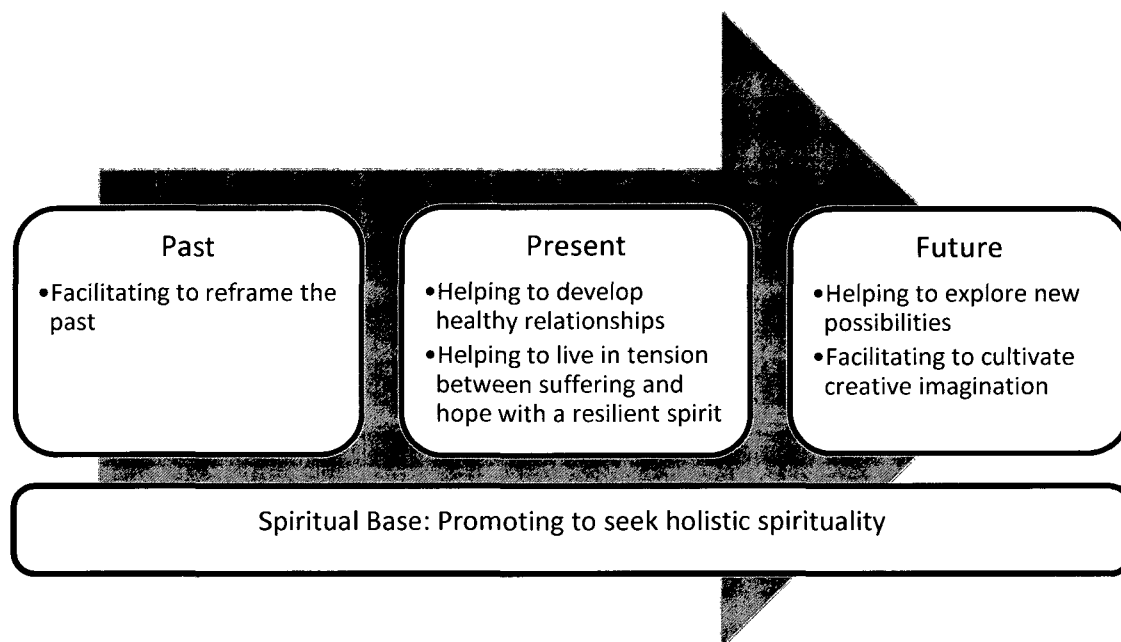 Past
•Facilitating to reframe the
past
Present
•Helping to develop
healthy relationships
•Helping to live in tension
between suffering and
hope with a resilient spirit
Future
•Helping to explore new
possibilities
•Facilitating to cultivate
creative imagination
Spiritual Base: Promoting to seek holistic spirituality